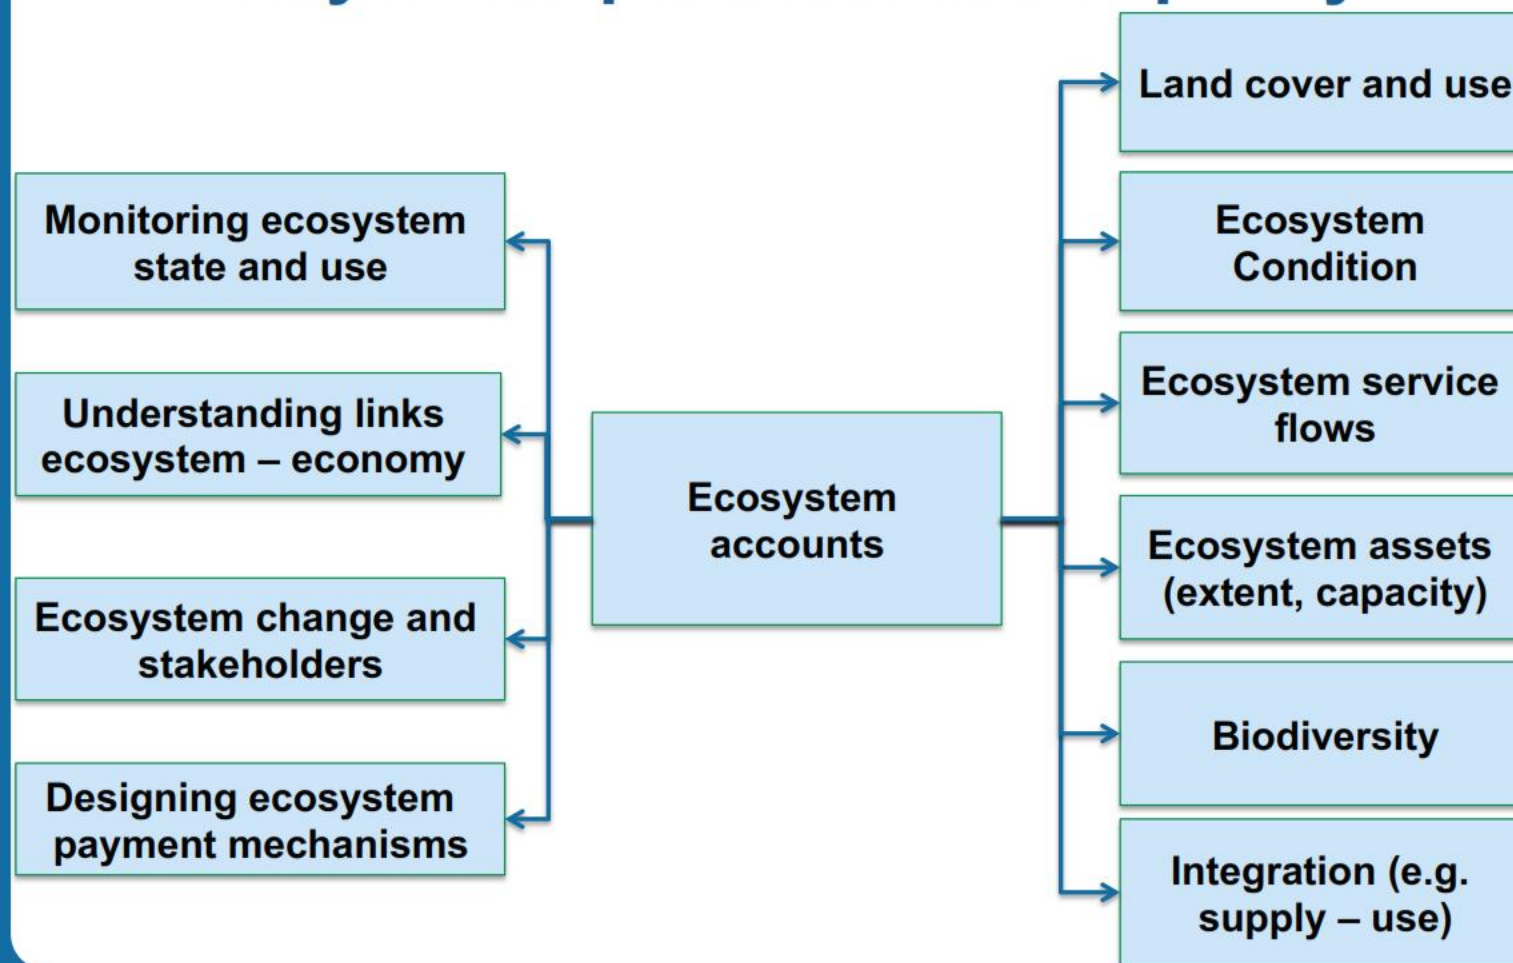 Monitoring ecosystem
state and use
Understanding links
ecosystem – economy
Ecosystem change and
stakeholders
Designing ecosystem
payment mechanisms
Ecosystem
accounts
Land cover and use
Ecosystem
Condition
Ecosystem service
flows
Ecosystem assets
(extent, capacity)
Biodiversity
Integration (e.g.
supply – use)